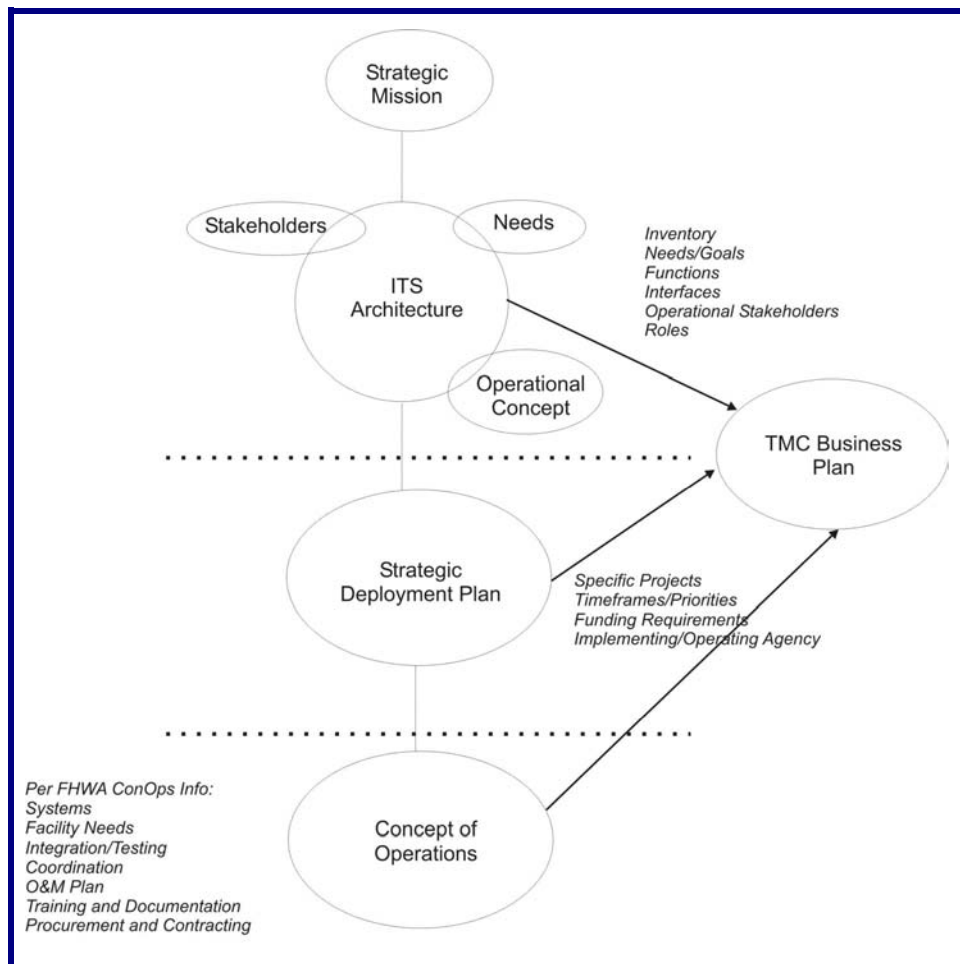 Strategic
Mission
Stakeholders
Needs
ITS
Architecture
Operational
Concept
Inventory
Needs/Goals
Functions
Interfaces
Operational Stakeholders
Roles
TMC Business
Plan
Strategic
Deployment Plan
Specific Projects
Timeframes/Priorities
Funding Requirements
Implementing/Operating Agency
Per FHWA ConOps Info:
Systems
Facility Needs
Integration/Testing
Coordination
O&M Plan
Training and Documentation
Procurement and Contracting
Concept of
Operations